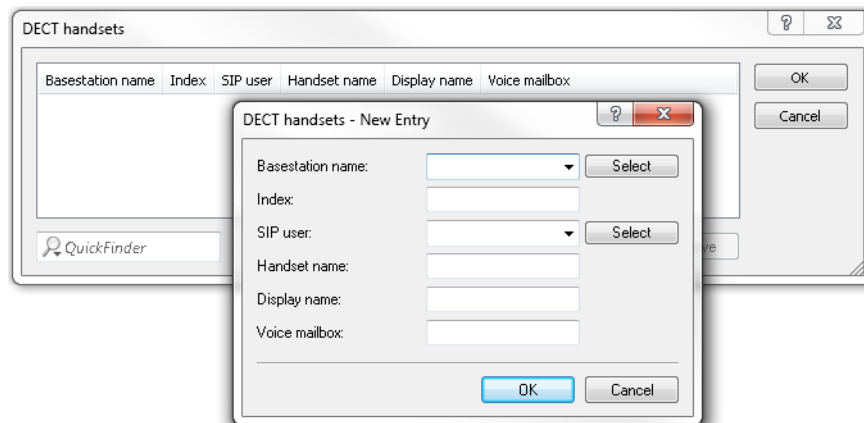 DECT handsets
Basestation name Index SIP user Handset name Display name Voice mailbox
OK
Cancel
QuickFinder
DECT handsets - New Entry
Basestation name: Select
Index:
SIP user: Select
Handset name:
Display name:
Voice mailbox:
OK Cancel